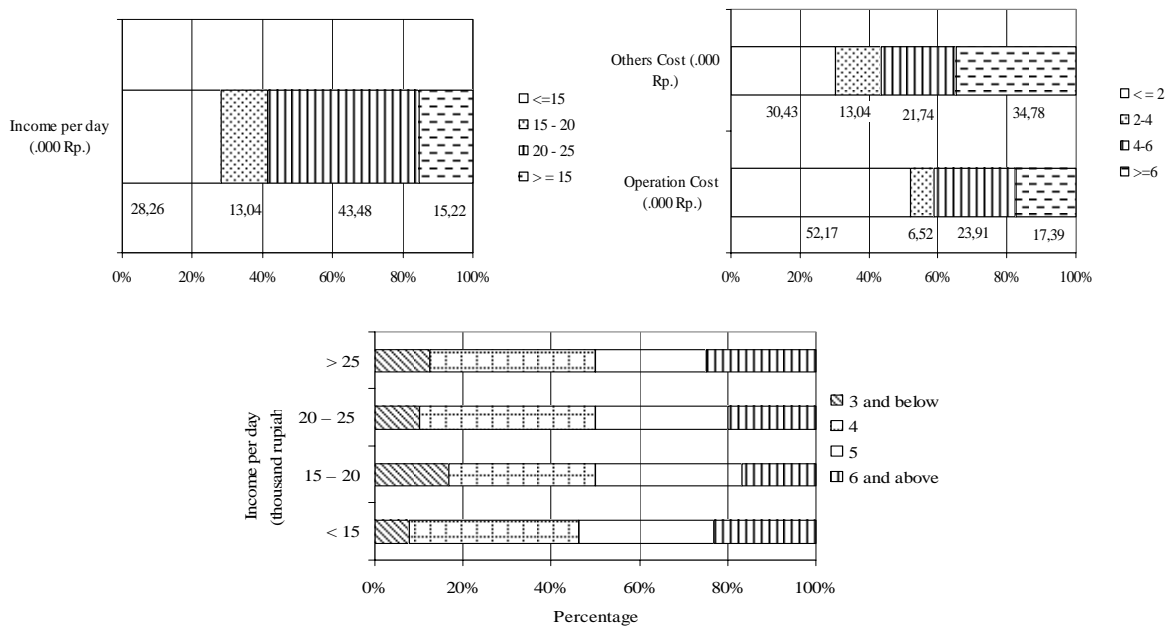 Income per day
(.000 Rp.)
28,26 13,04 43,48 15,22
0% 20% 40% 60% 80% 100%
<=15
15 - 20
20 - 25
> = 15
Others Cost (.000
Rp.)
30,43 13,04 21,74 34,78
Operation Cost
(.000 Rp.)
52,17 6,52 23,91 17,39
0% 20% 40% 60% 80% 100%
< = 2
2-4
4-6
>=6
Income per day
(thousand rupiah
> 25
20 – 25
15 – 20
< 15
0% 20% 40% 60% 80% 100%
Percentage
3 and below
4
5
6 and above